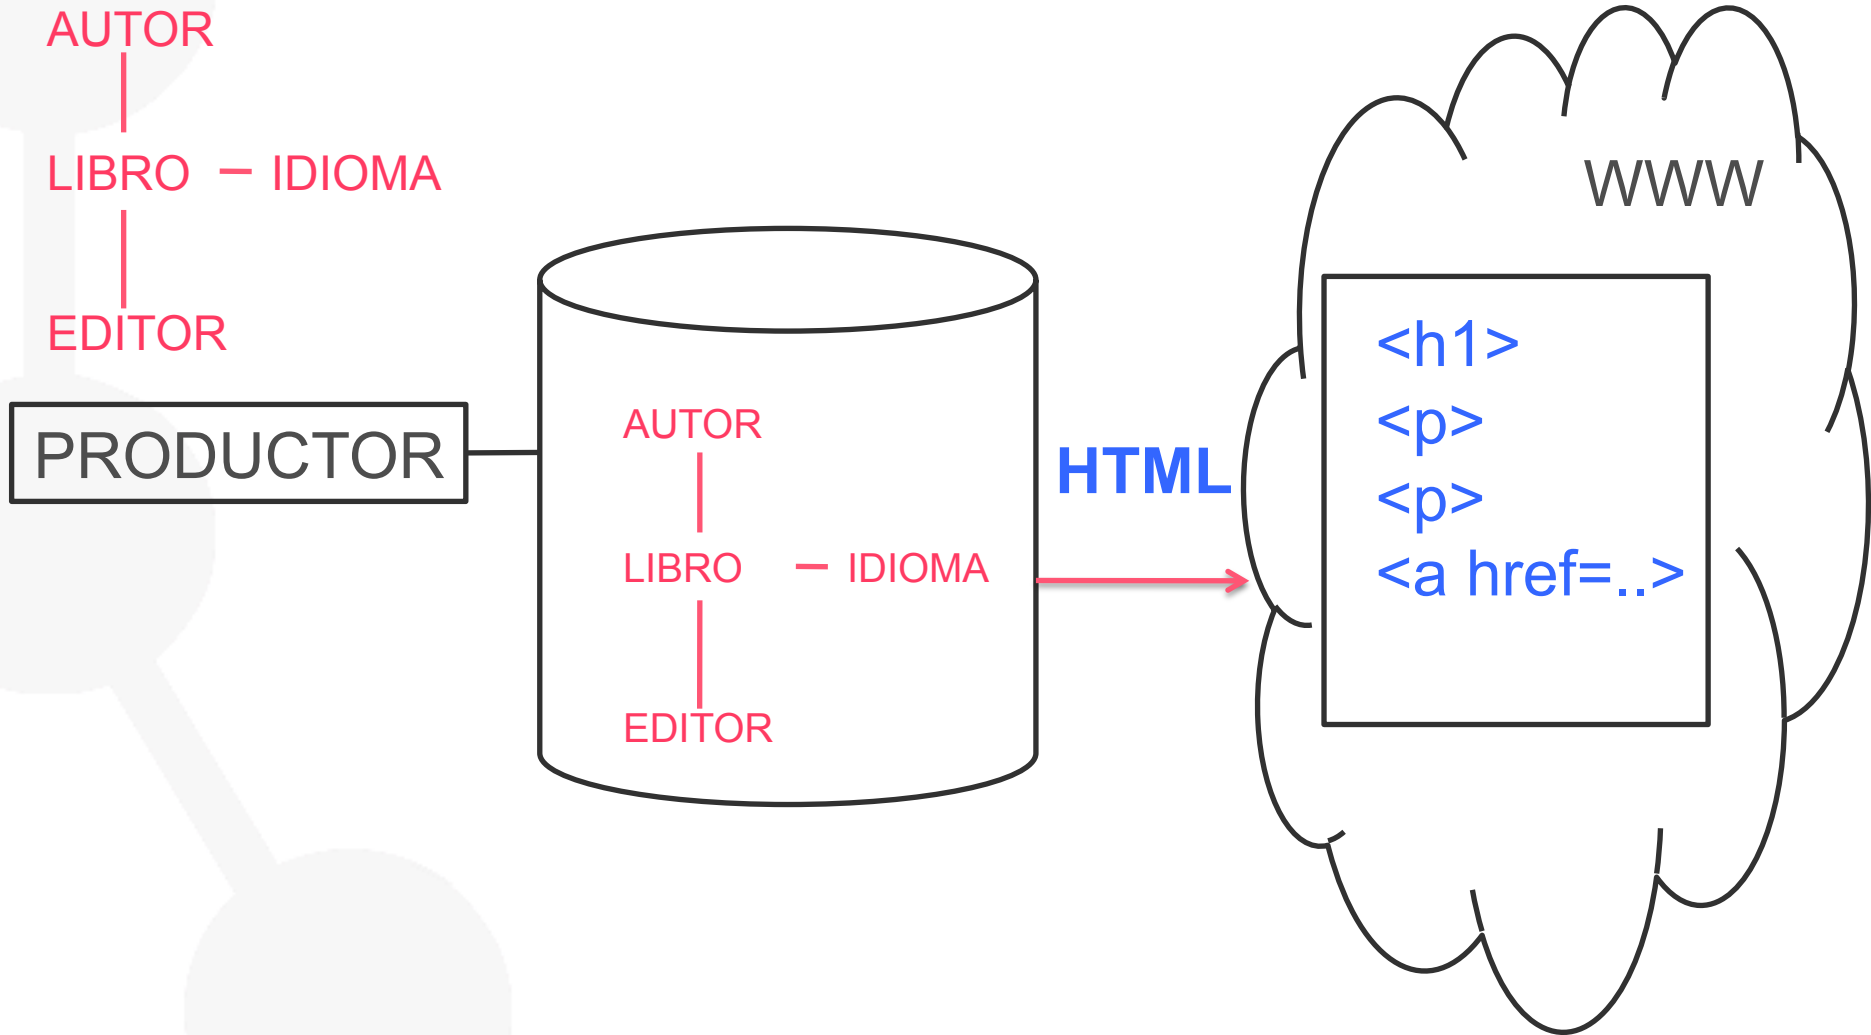 AUTOR
LIBRO – IDIOMA
EDITOR
PRODUCTOR
AUTOR
LIBRO – IDIOMA
EDITOR
HTML
WWW
<h1>
<p>
<p>
<a href=..>